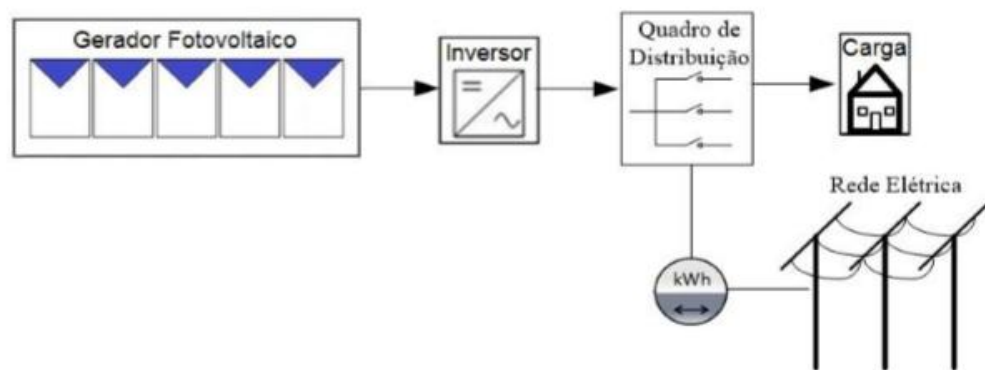 Gerador Fotovoltaico
Inversor
Quadro de
Distribuição
Carga
Rede Elétrica
kWh